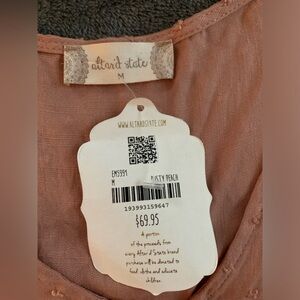 altar'd state
M
WWW.ALTARDSTATE.COM
EM5991
M DUSTY PEACH
193993159647
$69.95
A portion
of the proceeds from
every Altar'd State brand
purchase will be donated to
feed, clothe and educate
children.